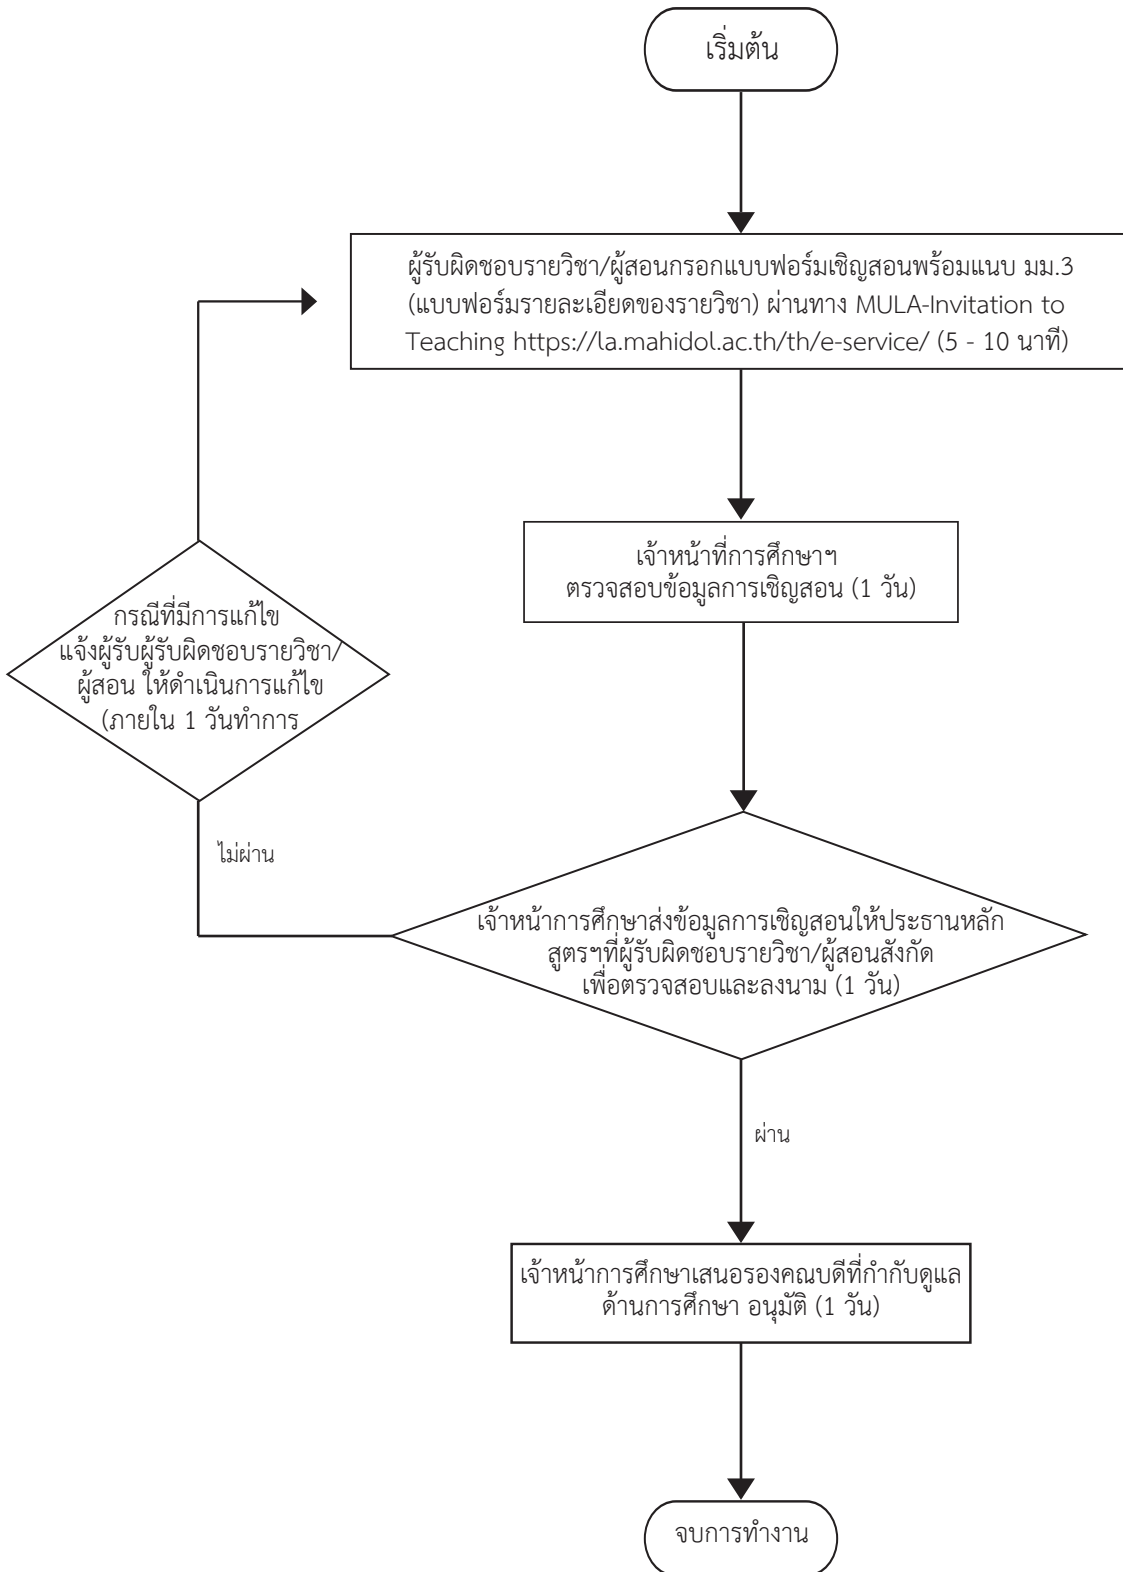 เริ่มต้น
ผู้รับผิดชอบรายวิชา/ผู้สอนกรอกแบบฟอร์มเชิญสอนพร้อมแนบ มม.3
(แบบฟอร์มรายละเอียดของรายวิชา) ผ่านทาง MULA-Invitation to
Teaching https://la.mahidol.ac.th/th/e-service/ (5 - 10 นาที)
เจ้าหน้าที่การศึกษาฯ
ตรวจสอบข้อมูลการเชิญสอน (1 วัน)
กรณีที่มีการแก้ไข
แจ้งผู้รับผู้รับผิดชอบรายวิชา/
ผู้สอน ให้ดำเนินการแก้ไข
(ภายใน 1 วันทำการ
ไม่ผ่าน
เจ้าหน้าการศึกษาส่งข้อมูลการเชิญสอนให้ประธานหลัก
สูตรฯที่ผู้รับผิดชอบรายวิชา/ผู้สอนสังกัด
เพื่อตรวจสอบและลงนาม (1 วัน)
ผ่าน
เจ้าหน้าการศึกษาเสนอรองคณบดีที่กำกับดูแล
ด้านการศึกษา อนุมัติ (1 วัน)
จบการทำงาน